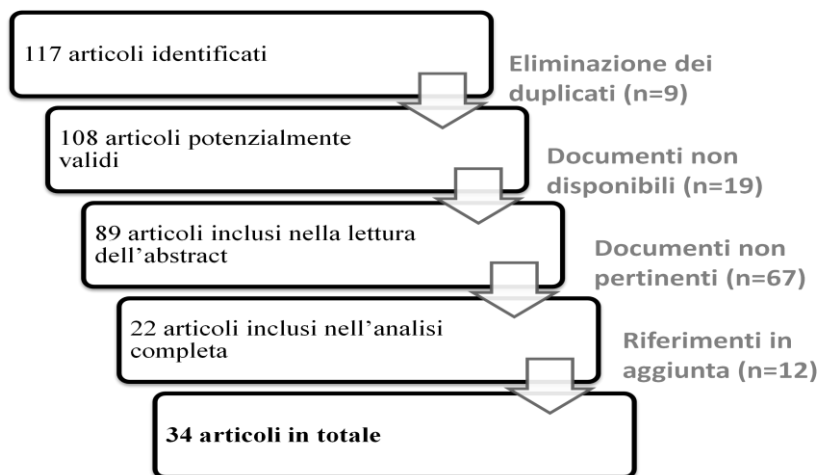 117 articoli identificati
Eliminazione dei
duplicati (n=9)
108 articoli potenzialmente
validi
Documenti non
disponibili (n=19)
89 articoli inclusi nella lettura
dell’abstract
Documenti non
pertinenti (n=67)
22 articoli inclusi nell’analisi
completa
Riferimenti in
aggiunta (n=12)
34 articoli in totale